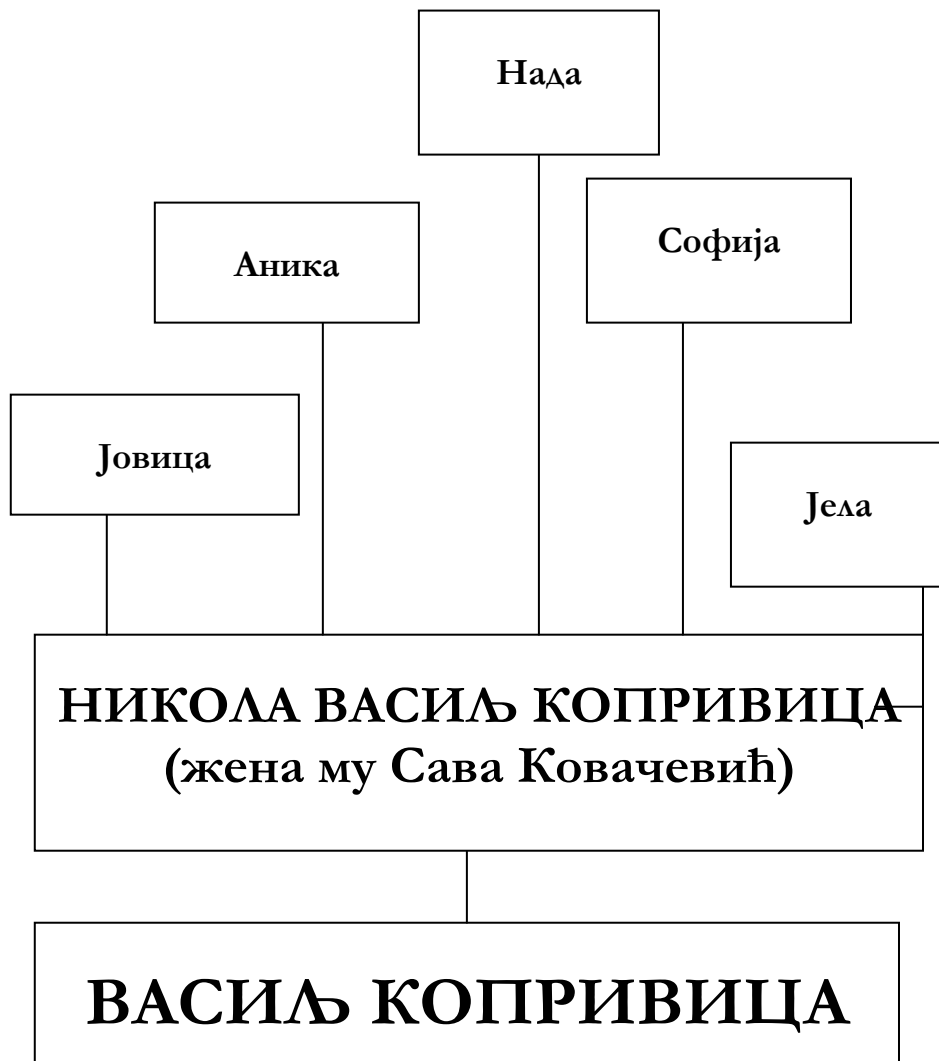 Нада
Софија
Аника
Јовица
Јела
НИКОЛА ВАСИЉ КОПРИВИЦА
(жена му Сава Ковачевић)
ВАСИЉ КОПРИВИЦА